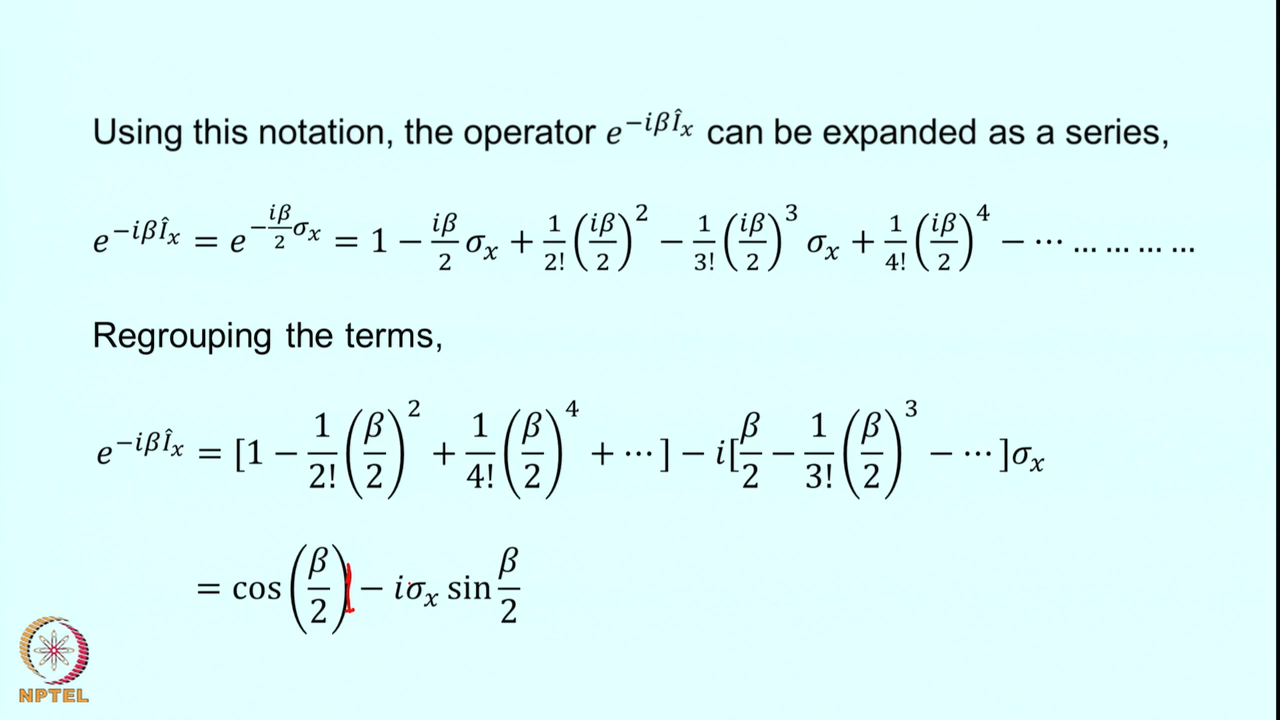 Using this notation, the operator $e^{-i\beta\hat{I}_x}$ can be expanded as a series,
$e^{-i\beta\hat{I}_x} = e^{-\frac{i\beta}{2}\sigma_x} = 1 - \frac{i\beta}{2}\sigma_x + \frac{1}{2!}\left(\frac{i\beta}{2}\right)^2 - \frac{1}{3!}\left(\frac{i\beta}{2}\right)^3 \sigma_x + \frac{1}{4!}\left(\frac{i\beta}{2}\right)^4 - \cdots \ldots \ldots \ldots \ldots$
Regrouping the terms,
$e^{-i\beta\hat{I}_x} = [1 - \frac{1}{2!}\left(\frac{\beta}{2}\right)^2 + \frac{1}{4!}\left(\frac{\beta}{2}\right)^4 + \cdots] - i[\frac{\beta}{2} - \frac{1}{3!}\left(\frac{\beta}{2}\right)^3 - \cdots]\sigma_x$
$= \cos\left(\frac{\beta}{2}\right) - i\sigma_x \sin\frac{\beta}{2}$
NPTEL